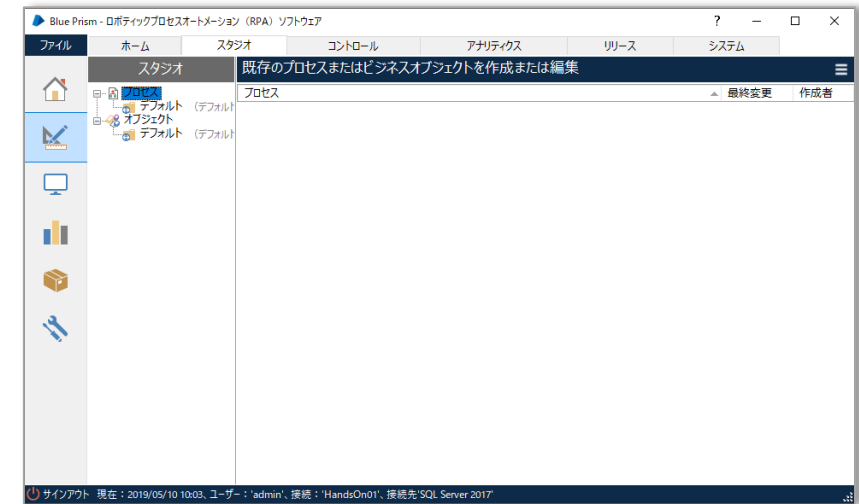 Blue Prism - ロボティックプロセスオートメーション（RPA）ソフトウェア
?
ファイル ホーム スタジオ コントロール アナリティクス リリース システム
スタジオ 既存のプロセスまたはビジネスオブジェクトを作成または編集
プロセス 最終変更 作成者
プロセス
デフォルト （デフォルト
オブジェクト
デフォルト （デフォルト
サインアウト 現在：2019/05/10 10:03、ユーザー：'admin'、接続：'HandsOn01'、接続先'SQL Server 2017'